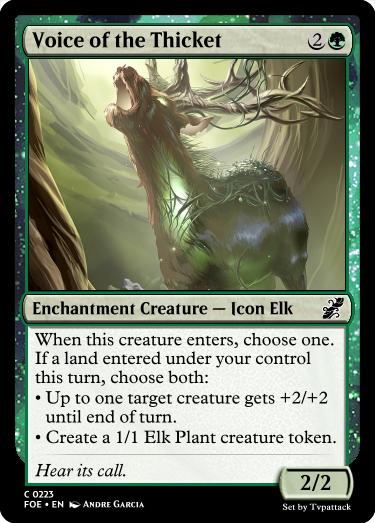 Voice of the Thicket 2
Enchantment Creature — Icon Elk
When this creature enters, choose one.
If a land entered under your control
this turn, choose both:
• Up to one target creature gets +2/+2
until end of turn.
• Create a 1/1 Elk Plant creature token.
Hear its call.
2/2
C 0223
FOE • EN ANDRE GARCIA
Set by Tvpattack